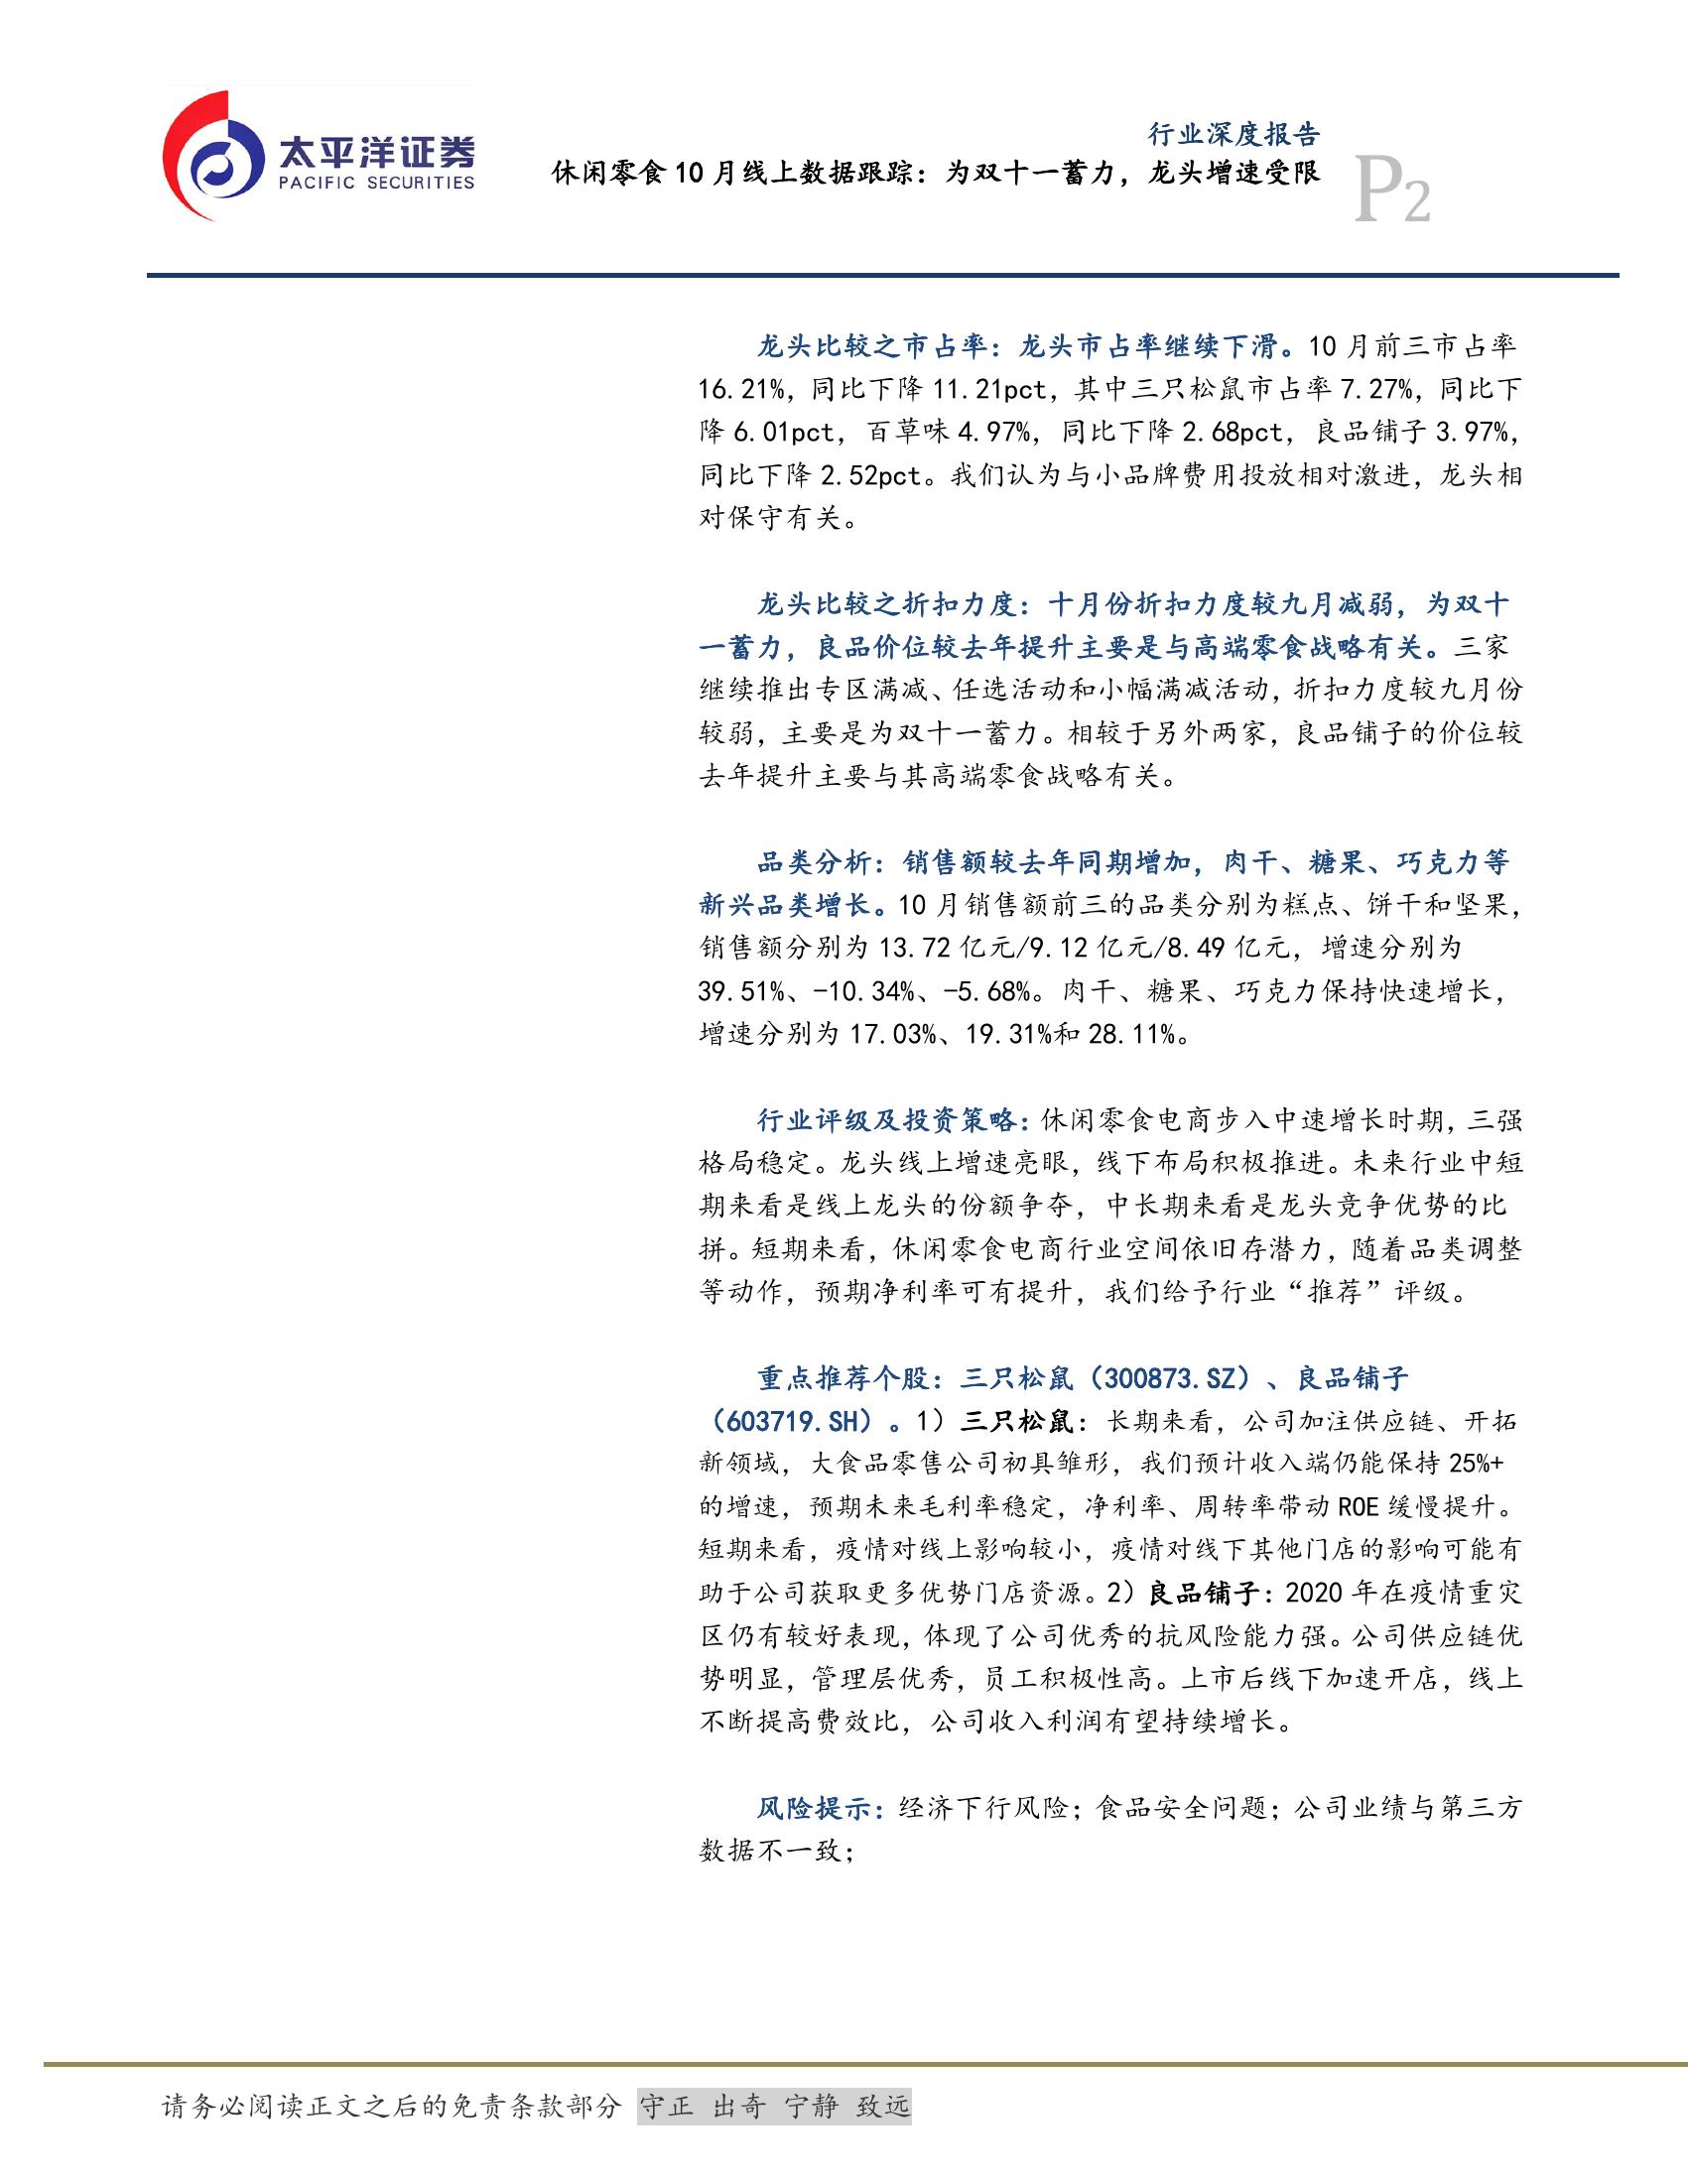 太平洋证券
PACIFIC SECURITIES
行业深度报告
休闲零食 10 月线上数据跟踪：为双十一蓄力，龙头增速受限
P2
龙头比较之市占率：龙头市占率继续下滑。10 月前三市占率
16.21%，同比下降 11.21pct，其中三只松鼠市占率 7.27%，同比下
降 6.01pct，百草味 4.97%，同比下降 2.68pct，良品铺子 3.97%，
同比下降 2.52pct。我们认为与小品牌费用投放相对激进，龙头相
对保守有关。
龙头比较之折扣力度：十月份折扣力度较九月减弱，为双十
一蓄力，良品价位较去年提升主要是与高端零食战略有关。三家
继续推出专区满减、任选活动和小幅满减活动，折扣力度较九月份
较弱，主要是为双十一蓄力。相较于另外两家，良品铺子的价位较
去年提升主要与其高端零食战略有关。
品类分析：销售额较去年同期增加，肉干、糖果、巧克力等
新兴品类增长。10 月销售额前三的品类分别为糕点、饼干和坚果，
销售额分别为 13.72 亿元/9.12 亿元/8.49 亿元，增速分别为
39.51%、-10.34%、-5.68%。肉干、糖果、巧克力保持快速增长，
增速分别为 17.03%、19.31%和 28.11%。
行业评级及投资策略：休闲零食电商步入中速增长时期，三强
格局稳定。龙头线上增速亮眼，线下布局积极推进。未来行业中短
期来看是线上龙头的份额争夺，中长期来看是龙头竞争优势的比
拼。短期来看，休闲零食电商行业空间依旧存潜力，随着品类调整
等动作，预期净利率可有提升，我们给予行业“推荐”评级。
重点推荐个股：三只松鼠（300873.SZ）、良品铺子
（603719.SH）。1）三只松鼠：长期来看，公司加注供应链、开拓
新领域，大食品零售公司初具雏形，我们预计收入端仍能保持 25%+
的增速，预期未来毛利率稳定，净利率、周转率带动 ROE 缓慢提升。
短期来看，疫情对线上影响较小，疫情对线下其他门店的影响可能有
助于公司获取更多优势门店资源。2）良品铺子：2020 年在疫情重灾
区仍有较好表现，体现了公司优秀的抗风险能力强。公司供应链优
势明显，管理层优秀，员工积极性高。上市后线下加速开店，线上
不断提高费效比，公司收入利润有望持续增长。
风险提示：经济下行风险；食品安全问题；公司业绩与第三方
数据不一致；
请务必阅读正文之后的免责条款部分 守正 出奇 宁静 致远